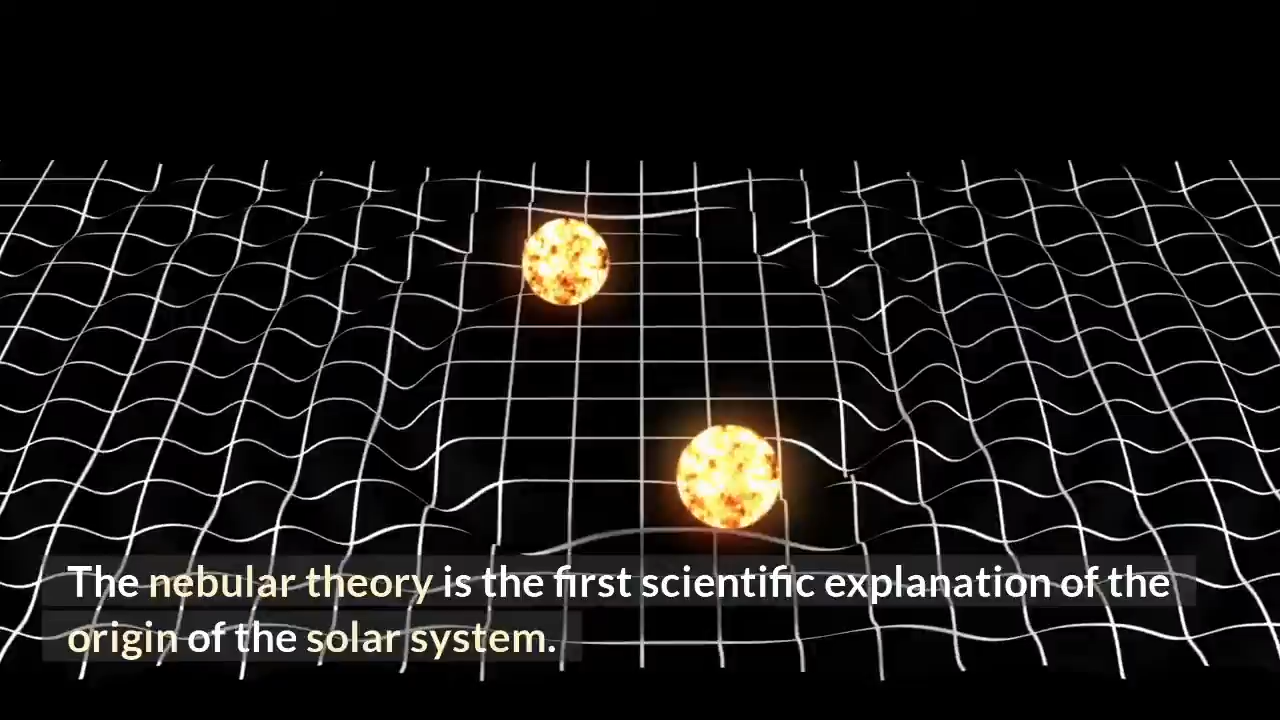 The nebular theory is the first scientific explanation of the
origin of the solar system.